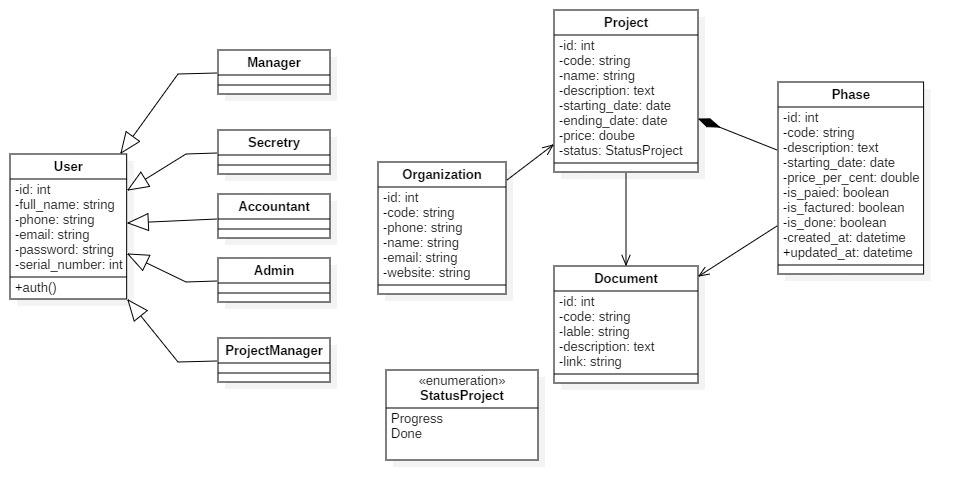 User
-id: int
-full_name: string
-phone: string
-email: string
-password: string
-serial_number: int
+auth()
Manager
Secretry
Accountant
Admin
ProjectManager
Organization
-id: int
-code: string
-phone: string
-name: string
-email: string
-website: string
«enumeration»
StatusProject
Progress
Done
Project
-id: int
-code: string
-name: string
-description: text
-starting_date: date
-ending_date: date
-price: doube
-status: StatusProject
Document
-id: int
-code: string
-lable: string
-description: text
-link: string
Phase
-id: int
-code: string
-description: text
-starting_date: date
-price_per_cent: double
-is_paied: boolean
-is_factured: boolean
-is_done: boolean
-created_at: datetime
+updated_at: datetime